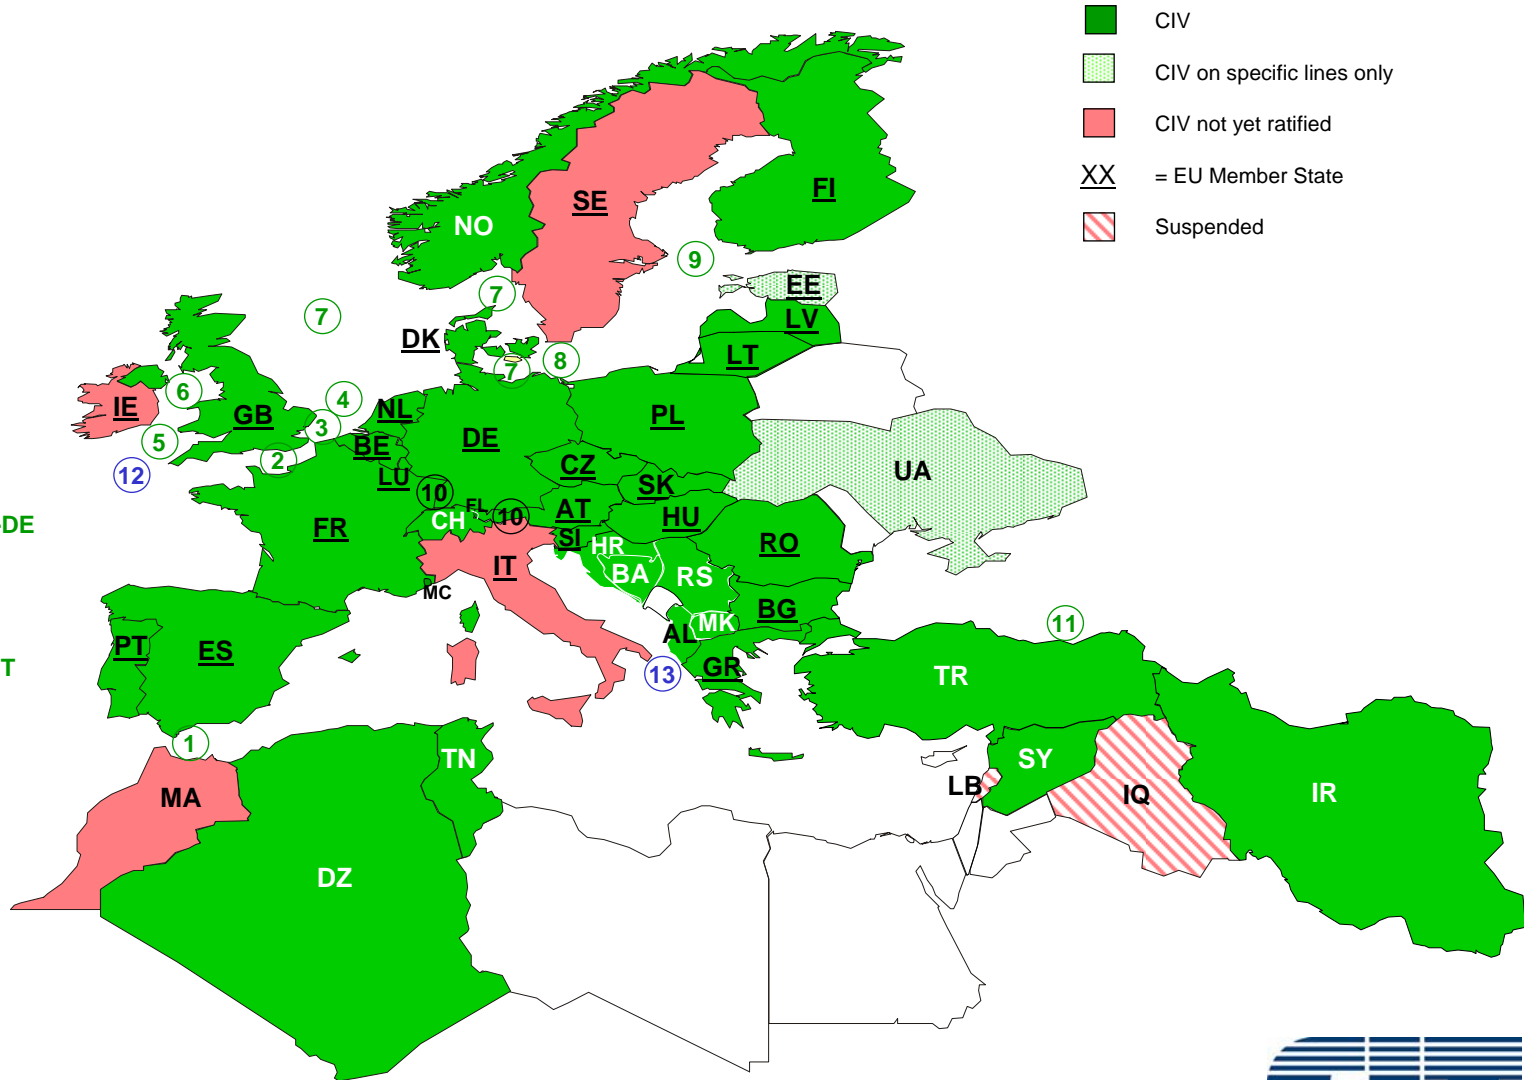 CIV
CIV on specific lines only
CIV not yet ratified
XX = EU Member State
Suspended
SE
FI
NO
9
7
EE
7
LV
DK
8
LT
7
6
4
IE
NL
GB
3
PL
5
DE
BE
2
CZ
UA
12
LU
SK
10
FL
10
AT
CH
HU
DE
FR
SI
HR
RO
IT
BA
RS
MC
BG
MK
11
AL
PT
ES
T
GR
13
TR
1
TN
SY
LB
MA
IQ
IR
DZ